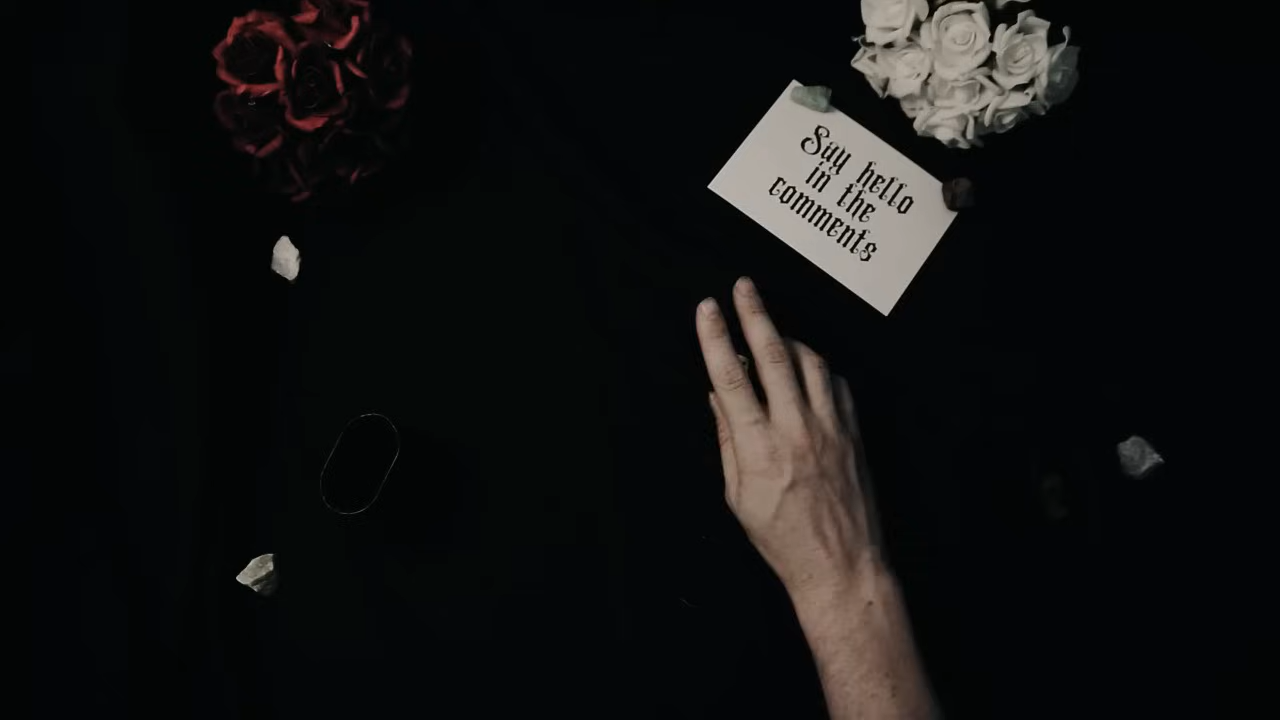 Say hello
in the
comments